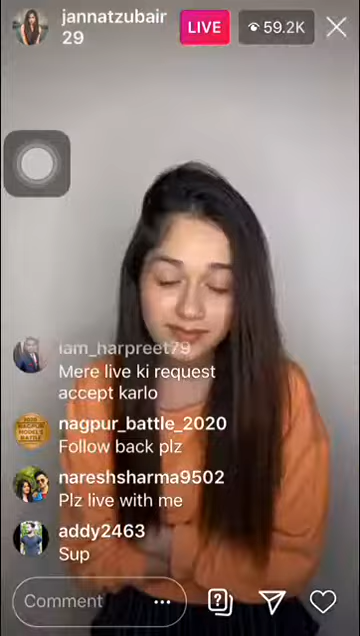 jannatzubair
29
LIVE
59.2K
iam_harpreet79
Mere live ki request
accept karlo
nagpur_battle_2020
Follow back plz
nareshsharma9502
Plz live with me
addy2463
Sup
Comment